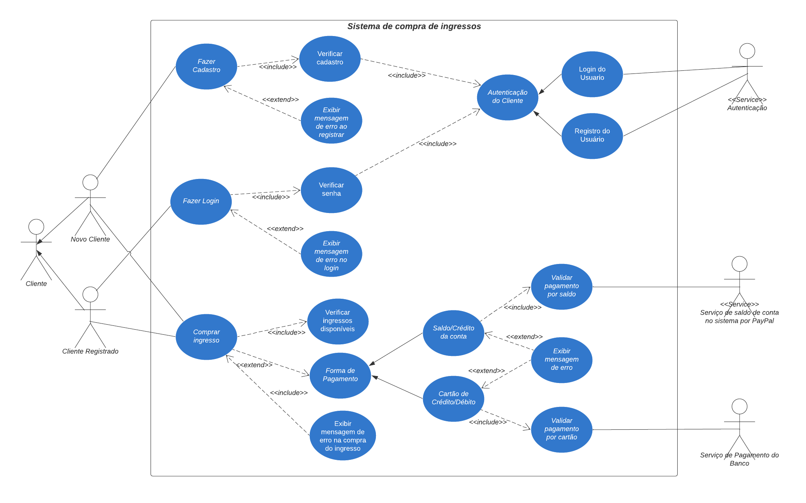 Sistema de compra de ingressos
Fazer
Cadastro
<<include>>
Verificar
cadastro
<<include>>
<<extend>>
Exibir
mensagem
de erro ao
registrar
Autenticação
do Cliente
Login do
Usuario
Registro do
Usuário
<<Service>>
Autenticação
<<include>>
Novo Cliente
Cliente
Cliente Registrado
Fazer Login
<<include>>
Verificar
senha
<<extend>>
Exibir
mensagem
de erro no
login
Comprar
ingresso
<<include>>
Verificar
ingressos
disponíveis
<<extend>>
<<include>>
Forma de
Pagamento
Exibir
mensagem de
erro na compra
do ingresso
Saldo/Crédito
da conta
<<include>>
Validar
pagamento
por saldo
<<extend>>
Exibir
mensagem
de erro
Cartão de
Crédito/Débito
<<include>>
Validar
pagamento
por cartão
<<Service>>
Serviço de saldo de conta
no sistema por PayPal
Serviço de Pagamento do
Banco